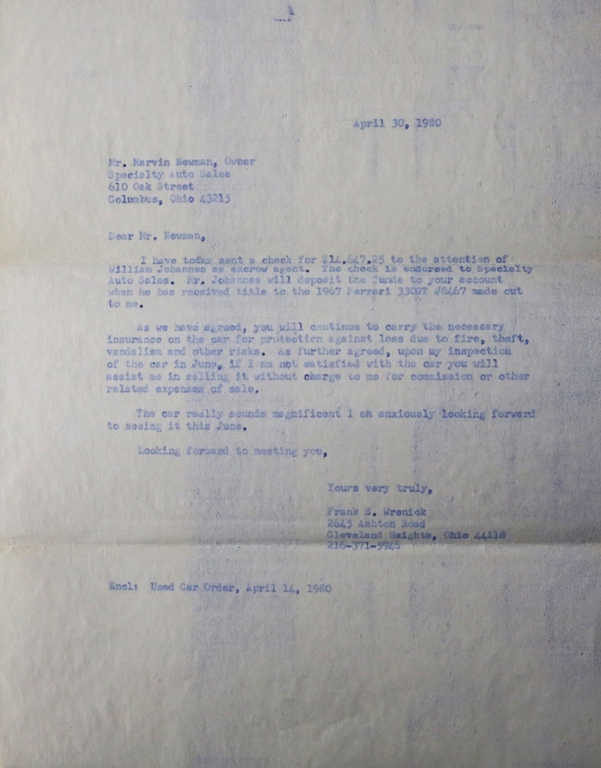 April 30, 1980
Mr. Marvin Newman, Owner
Specialty Auto Sales
610 Oak Street
Columbus, Ohio 43215
Dear Mr. Newman,
I have today sent a check for $14,647.25 to the attention of
William Johannes as escrow agent. The check is endorsed to Specialty
Auto Sales. Mr. Johannes will deposit the funds to your account
when he has received title to the 1967 Ferrari 330GT #8467 made out
to me.
As we have agreed, you will continue to carry the necessary
insurance on the car for protection against loss due to fire, theft,
vandalism and other risks. As further agreed, upon my inspection
of the car in June, if I am not satisfied with the car you will
assist me in selling it without charge to me for commission or other
related expenses of sale.
The car really sounds magnificent I am anxiously looking forward
to seeing it this June.
Looking forward to meeting you,
Yours very truly,
Frank E. Wrenick
2645 Ashton Road
Cleveland Heights, Ohio 44118
216-371-5945
Encl: Used Car Order, April 14, 1980